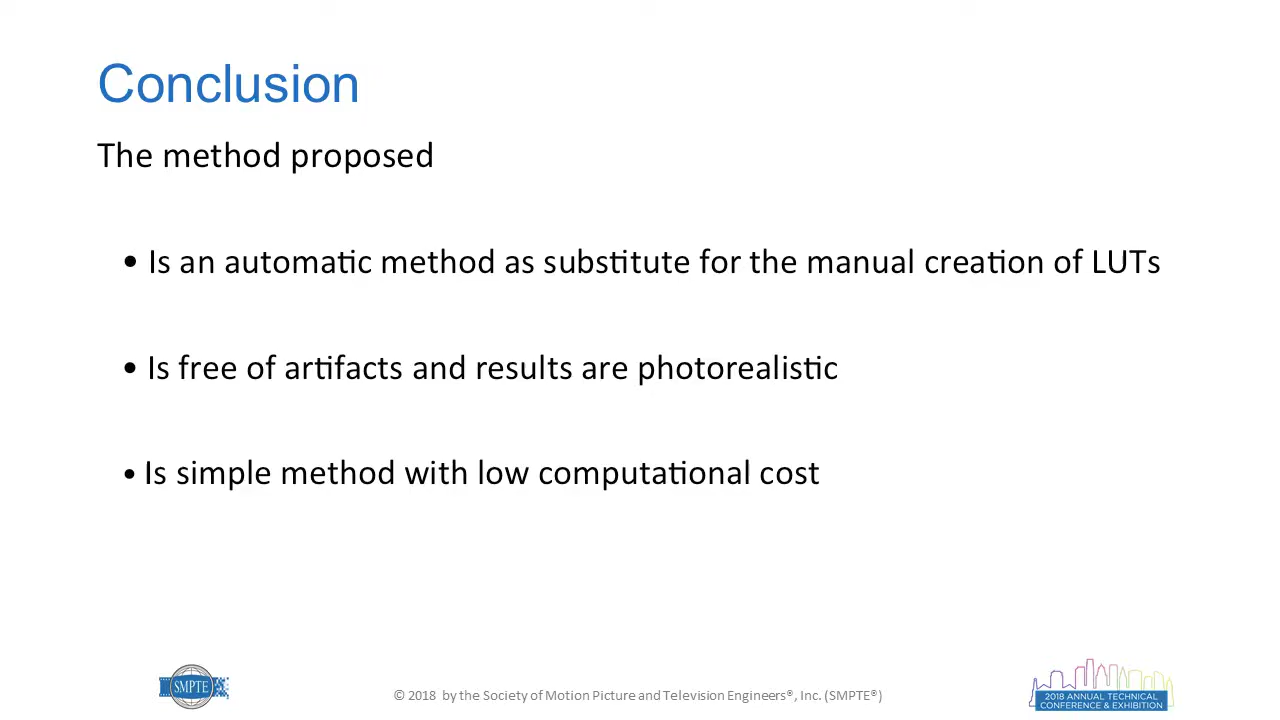 Conclusion
The method proposed
• Is an automatic method as substitute for the manual creation of LUTs
• Is free of artifacts and results are photorealistic
• Is simple method with low computational cost
SMPTE
© 2018 by the Society of Motion Picture and Television Engineers®, Inc. (SMPTE®)
2018 ANNUAL TECHNICAL
CONFERENCE & EXHIBITION